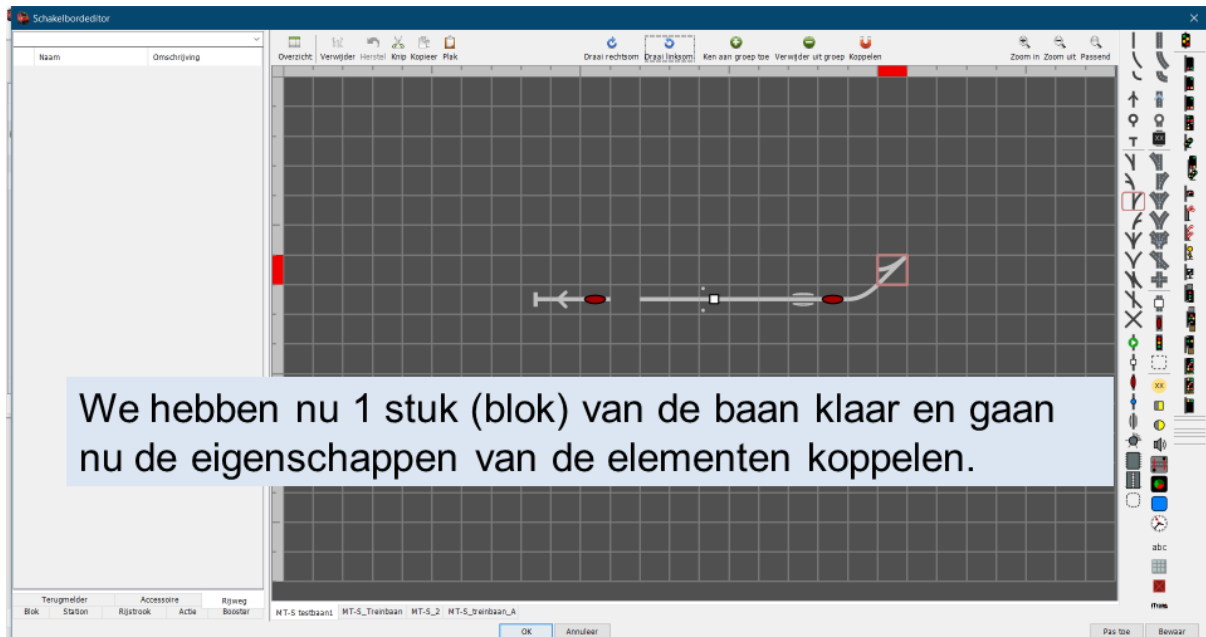 Schakelbordeditor
Naam Omschrijving
Overzicht Verwijder Herstel Knip Kopieer Plak Draai rechtsom Draai linksom Ken aan groep toe Verwijder uit groep Koppelen Zoom in Zoom uit Passend
We hebben nu 1 stuk (blok) van de baan klaar en gaan
nu de eigenschappen van de elementen koppelen.
XX
XX
abc
Terugmelder Accessoire Rijweg
Blok Station Rijstrook Actie Booster
MT-S testbaan1 MT-S_Treinbaan MT-S_2 MT-S_treinbaan_A
OK Annuleer Pas toe Bewaar